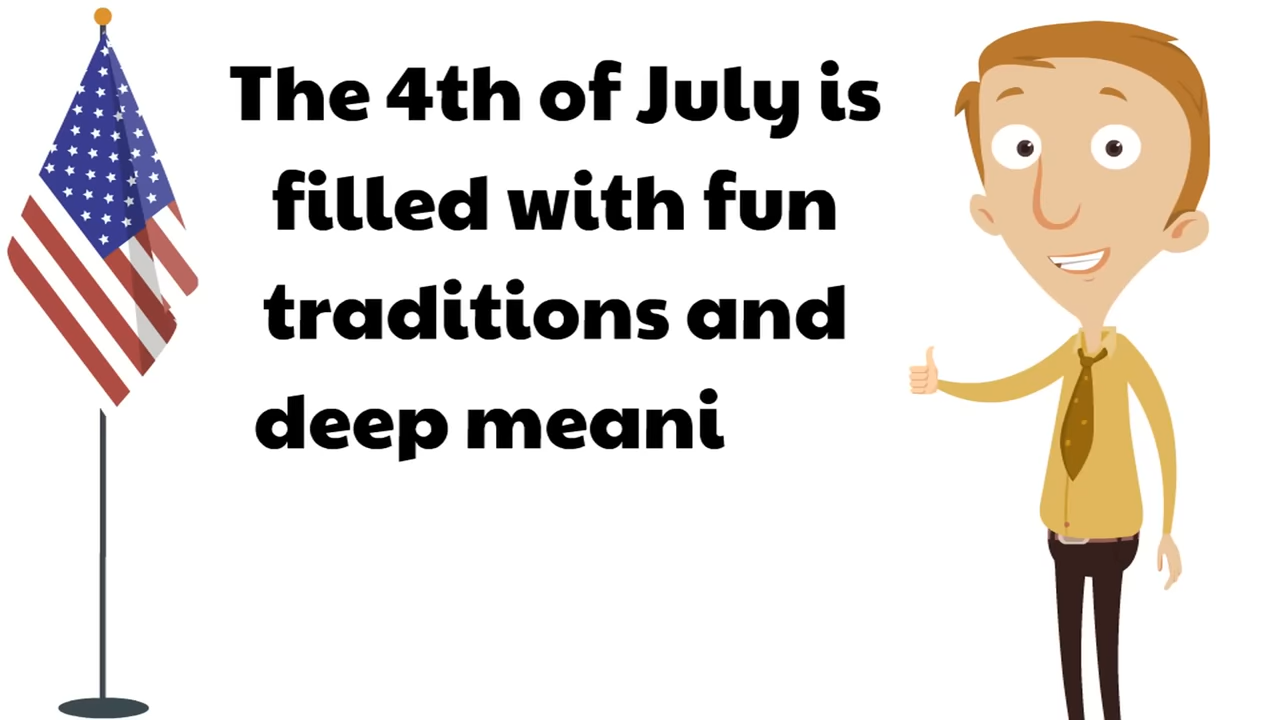 The 4th of July is
filled with fun
traditions and
deep meani